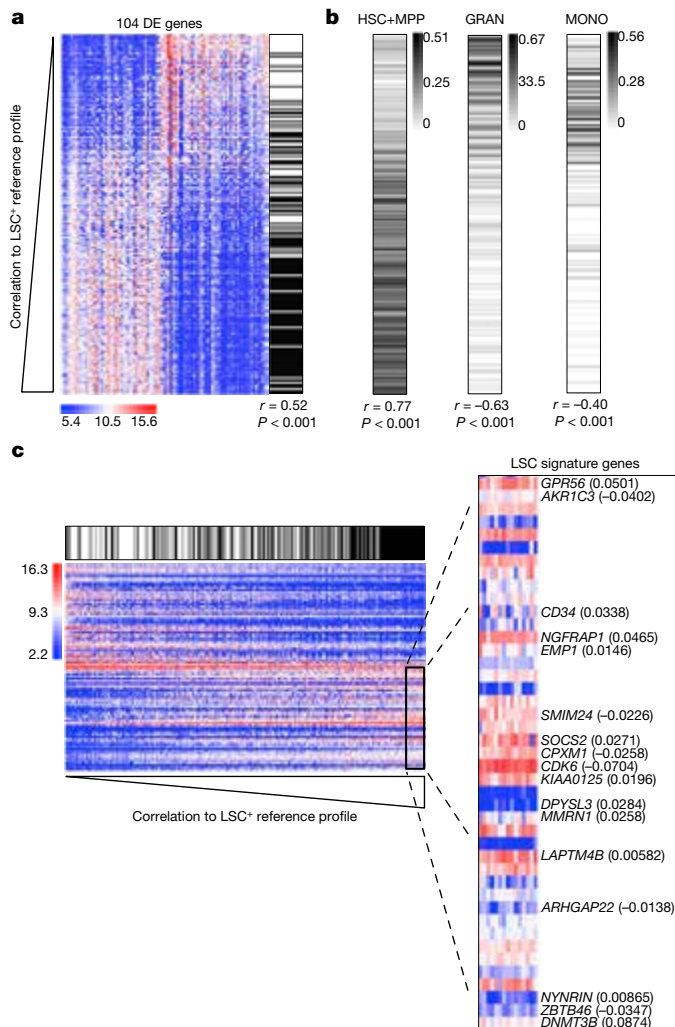 a
104 DE genes
Correlation to LSC+ reference profile
5.4 10.5 15.6
r = 0.52
P < 0.001
b
HSC+MPP
0.51
0.25
0
r = 0.77
P < 0.001
GRAN
0.67
33.5
0
r = –0.63
P < 0.001
MONO
0.56
0.28
0
r = –0.40
P < 0.001
c
16.3
9.3
2.2
Correlation to LSC+ reference profile
LSC signature genes
GPR56 (0.0501)
AKR1C3 (–0.0402)
CD34 (0.0338)
NGFRAP1 (0.0465)
EMP1 (0.0146)
SMIM24 (–0.0226)
SOCS2 (0.0271)
CPXM1 (–0.0258)
CDK6 (–0.0704)
KIAA0125 (0.0196)
DPYSL3 (0.0284)
MMRN1 (0.0258)
LAPTM4B (0.00582)
ARHGAP22 (–0.0138)
NYNRIN (0.00865)
ZBTB46 (–0.0347)
DNMT3B (0.0874)